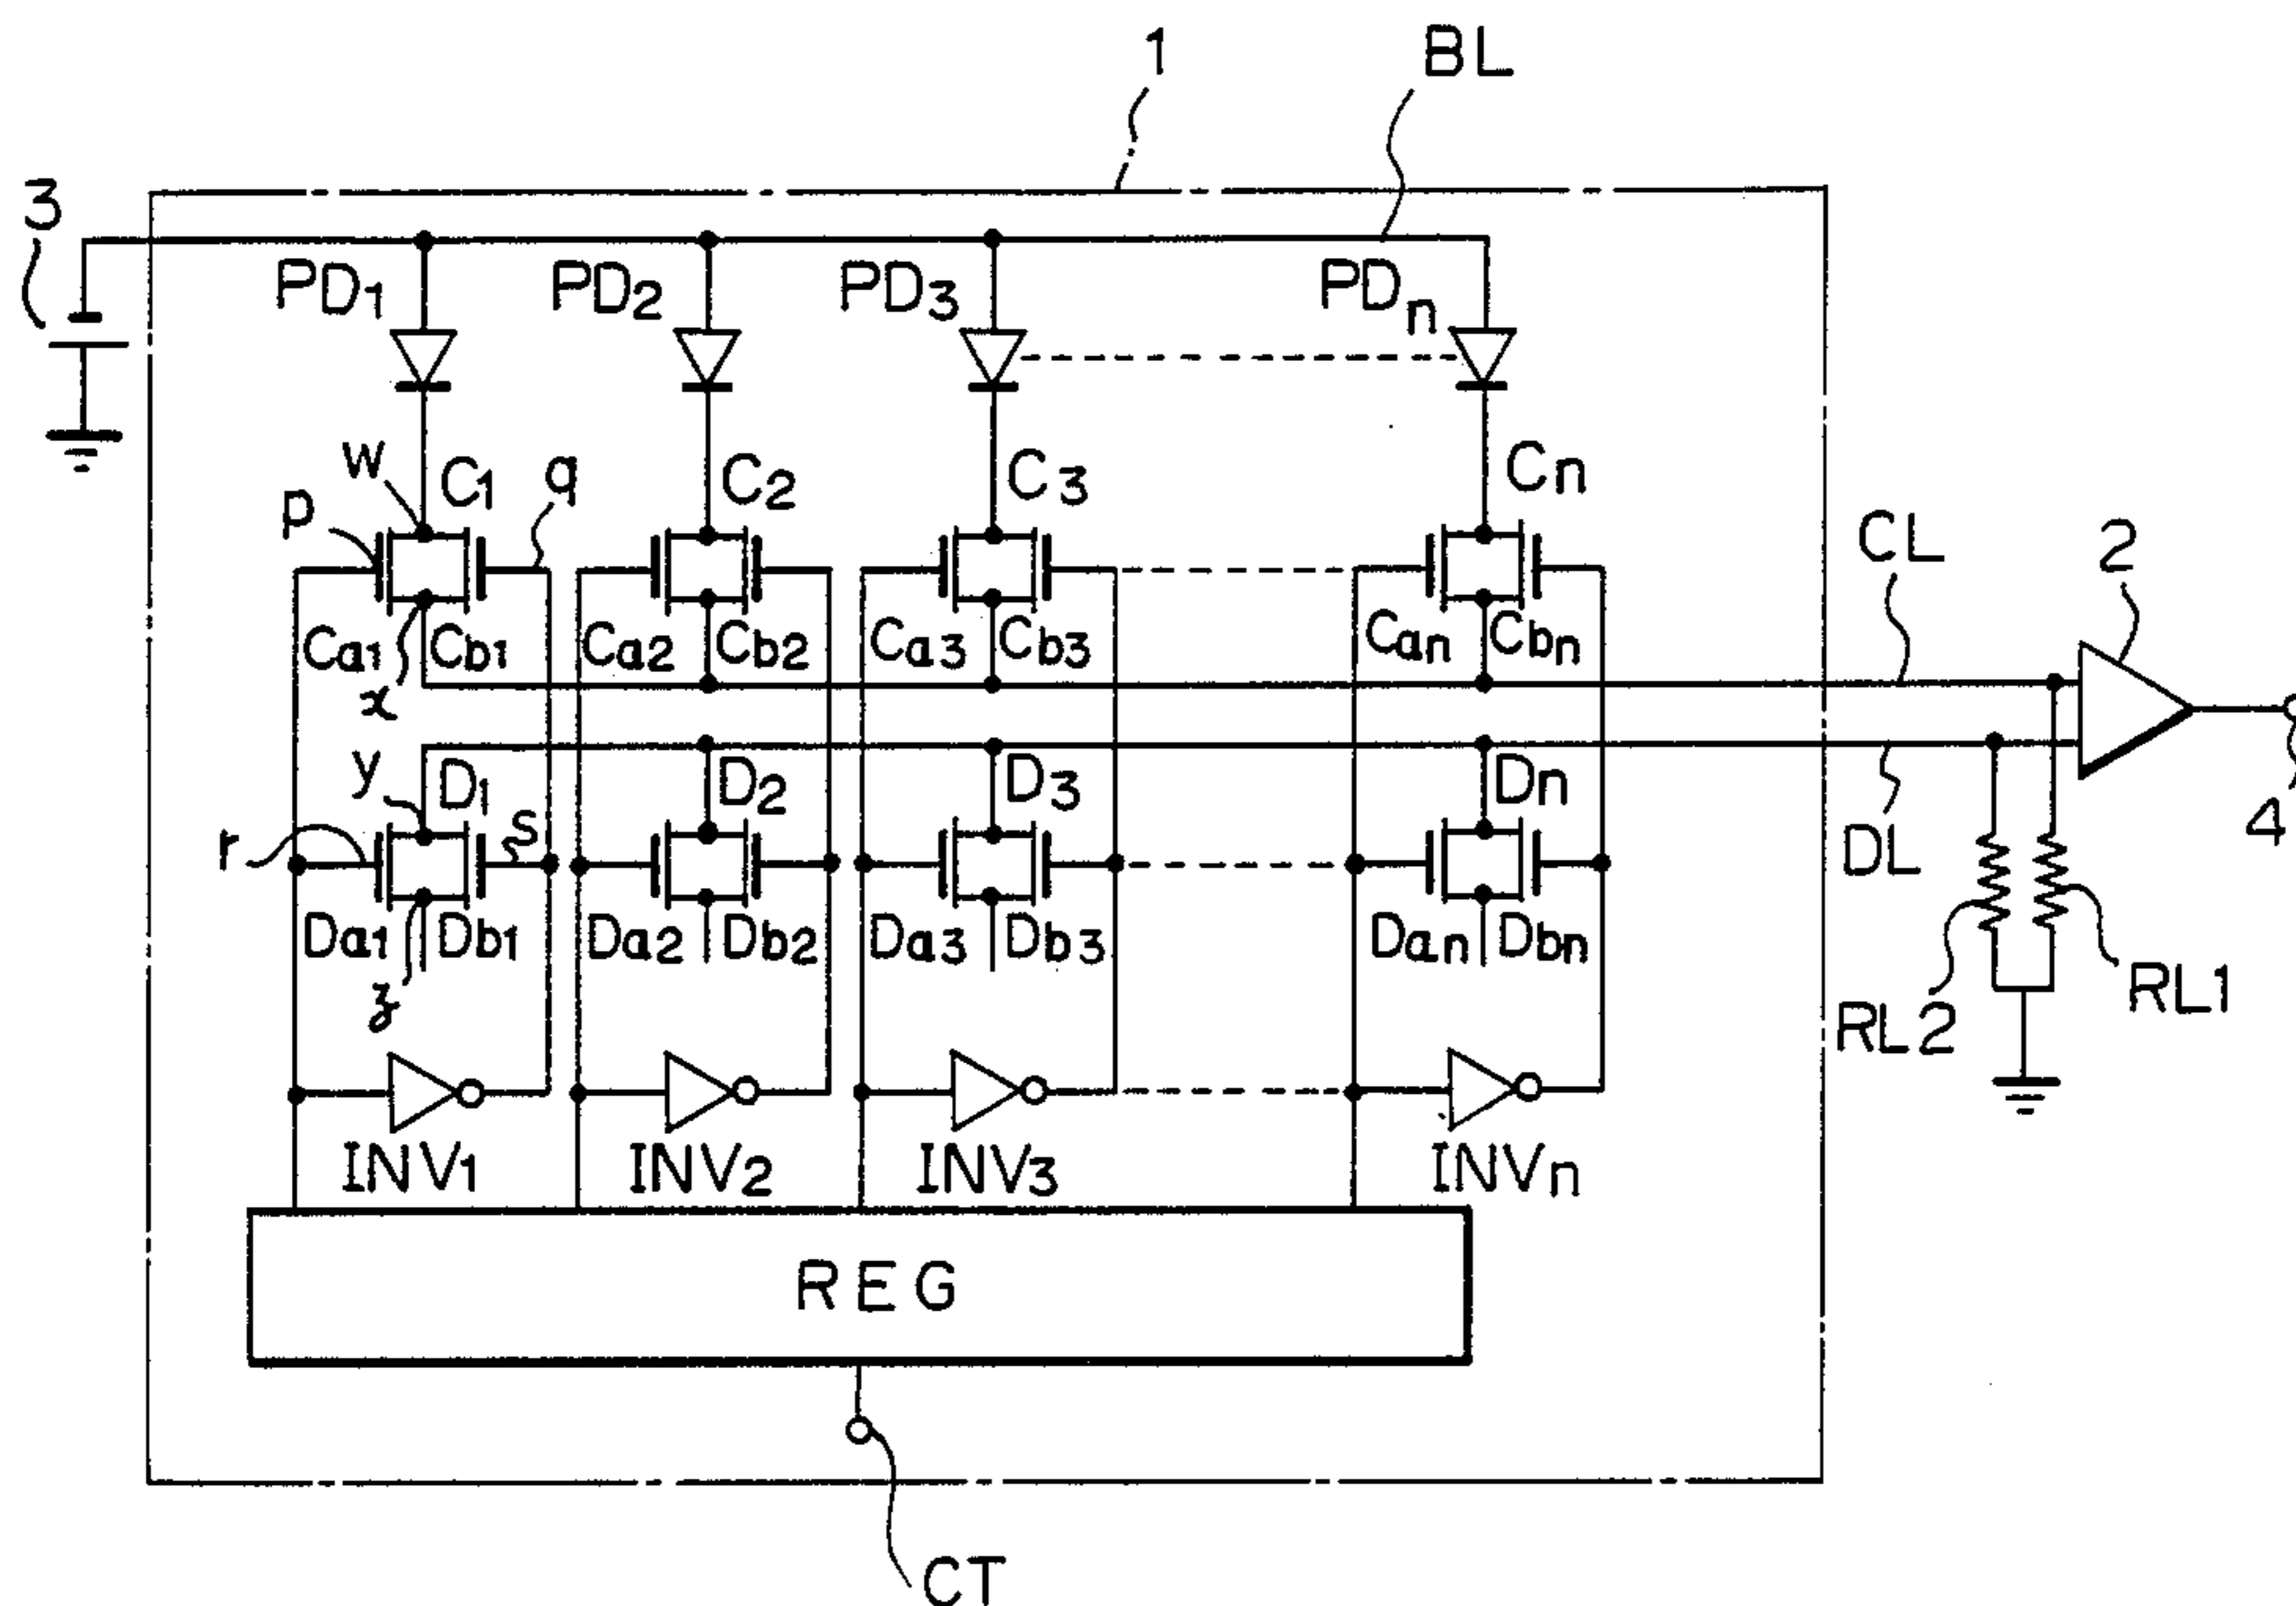 1 BL
3
PD1 PD2 PD3 PDn
W C1 q C2 C3 Cn
p
CL 2
Ca1 Cb1 Ca2 Cb2 Ca3 Cb3 Can Cbn
x
y D1 D2 D3 Dn
r s DL 4
Da1 Db1 Da2 Db2 Da3 Db3 Dan Dbn
z RL2 RL1
INV1 INV2 INV3 INVn
REG
CT